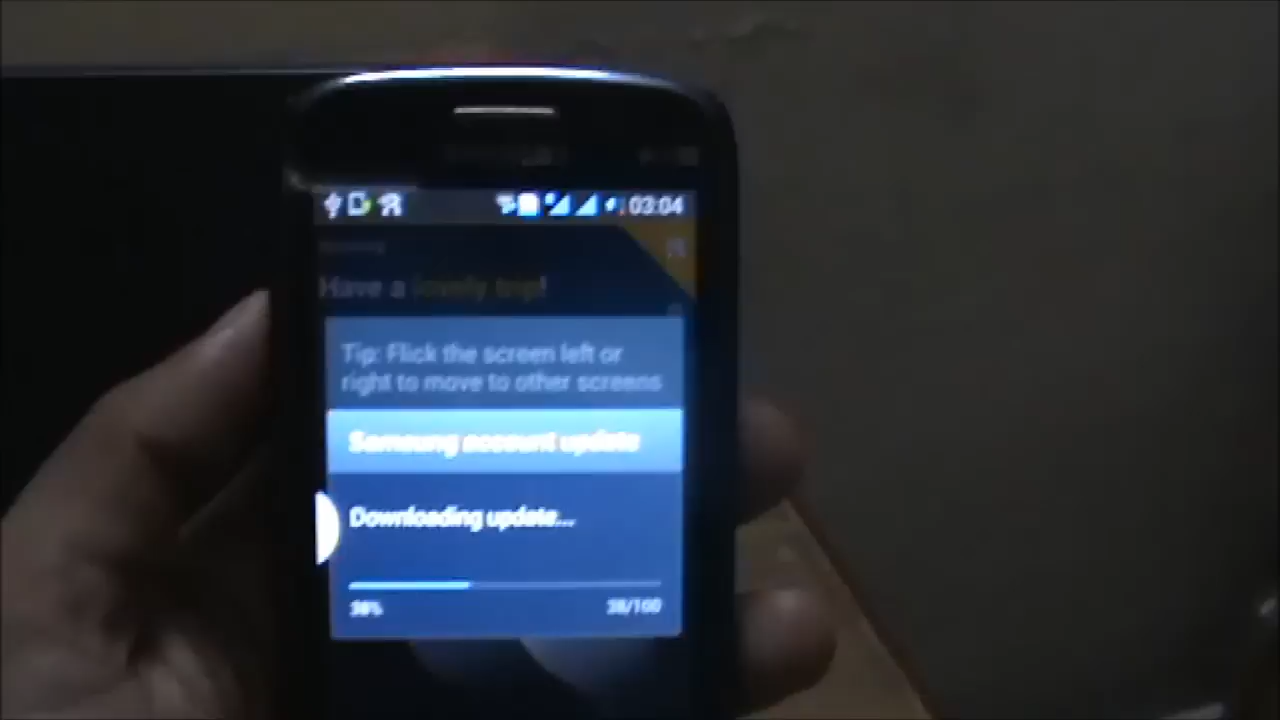 03:04
Have a lovely trip!
Tip: Flick the screen left or
right to move to other screens
Samsung account update
Downloading update...
38% 38/100